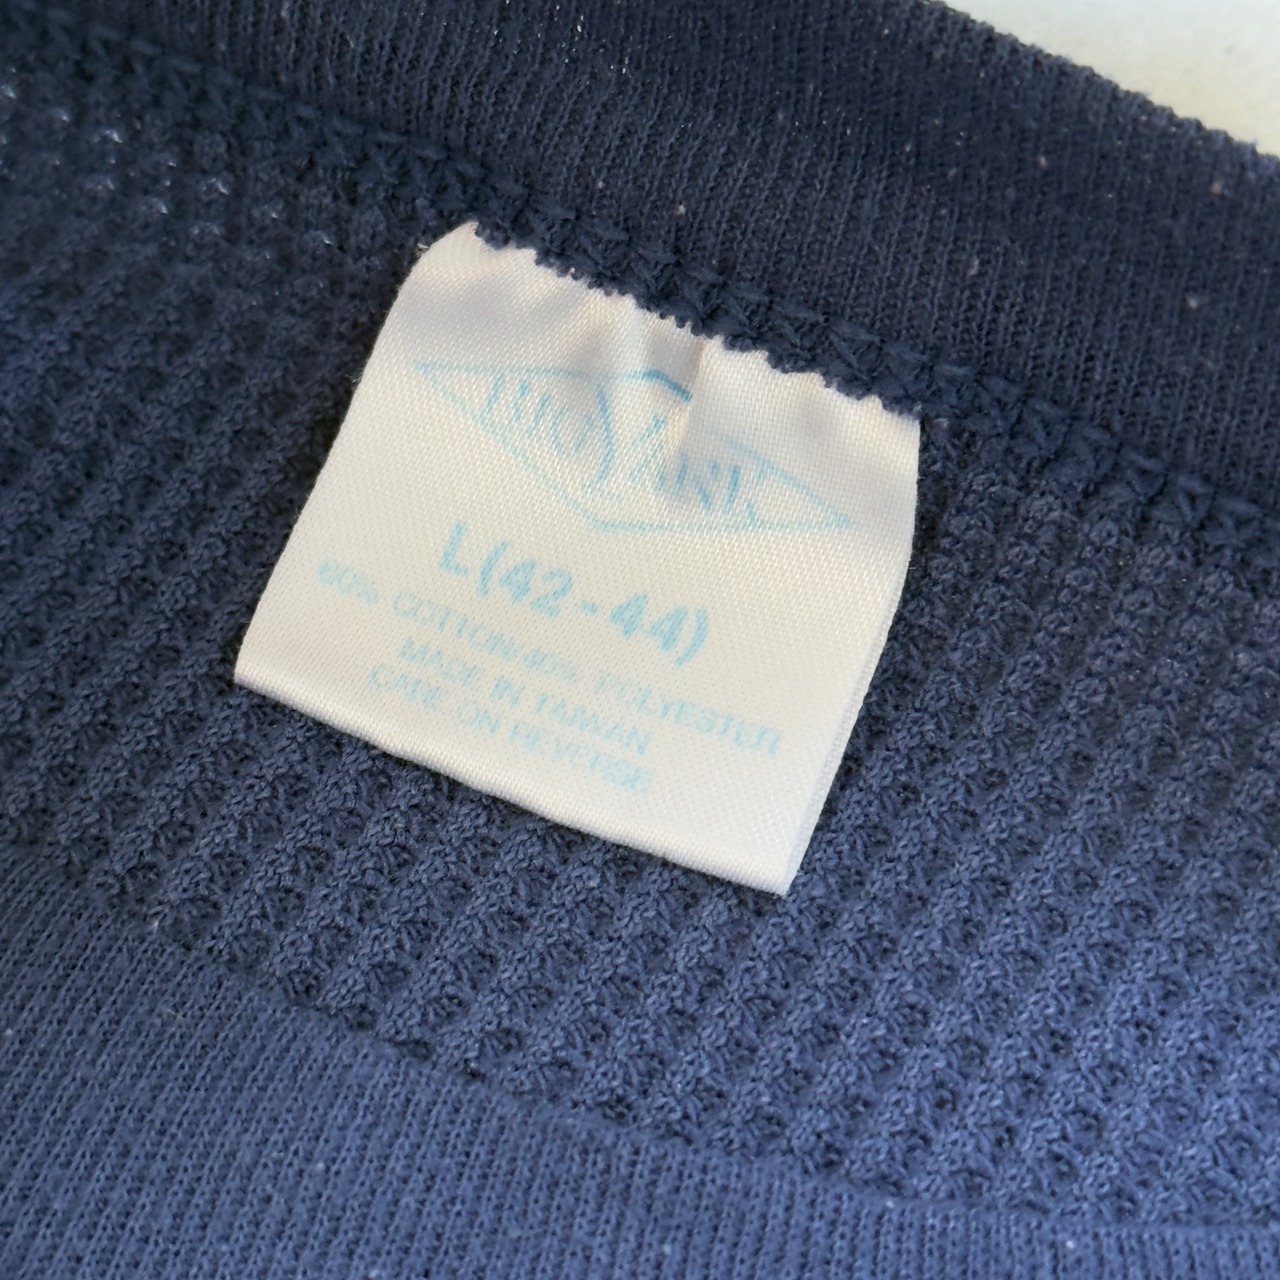 L(42-44)
60% COTTON/40% POLYESTER
MADE IN TAIWAN
CARE ON REVERSE